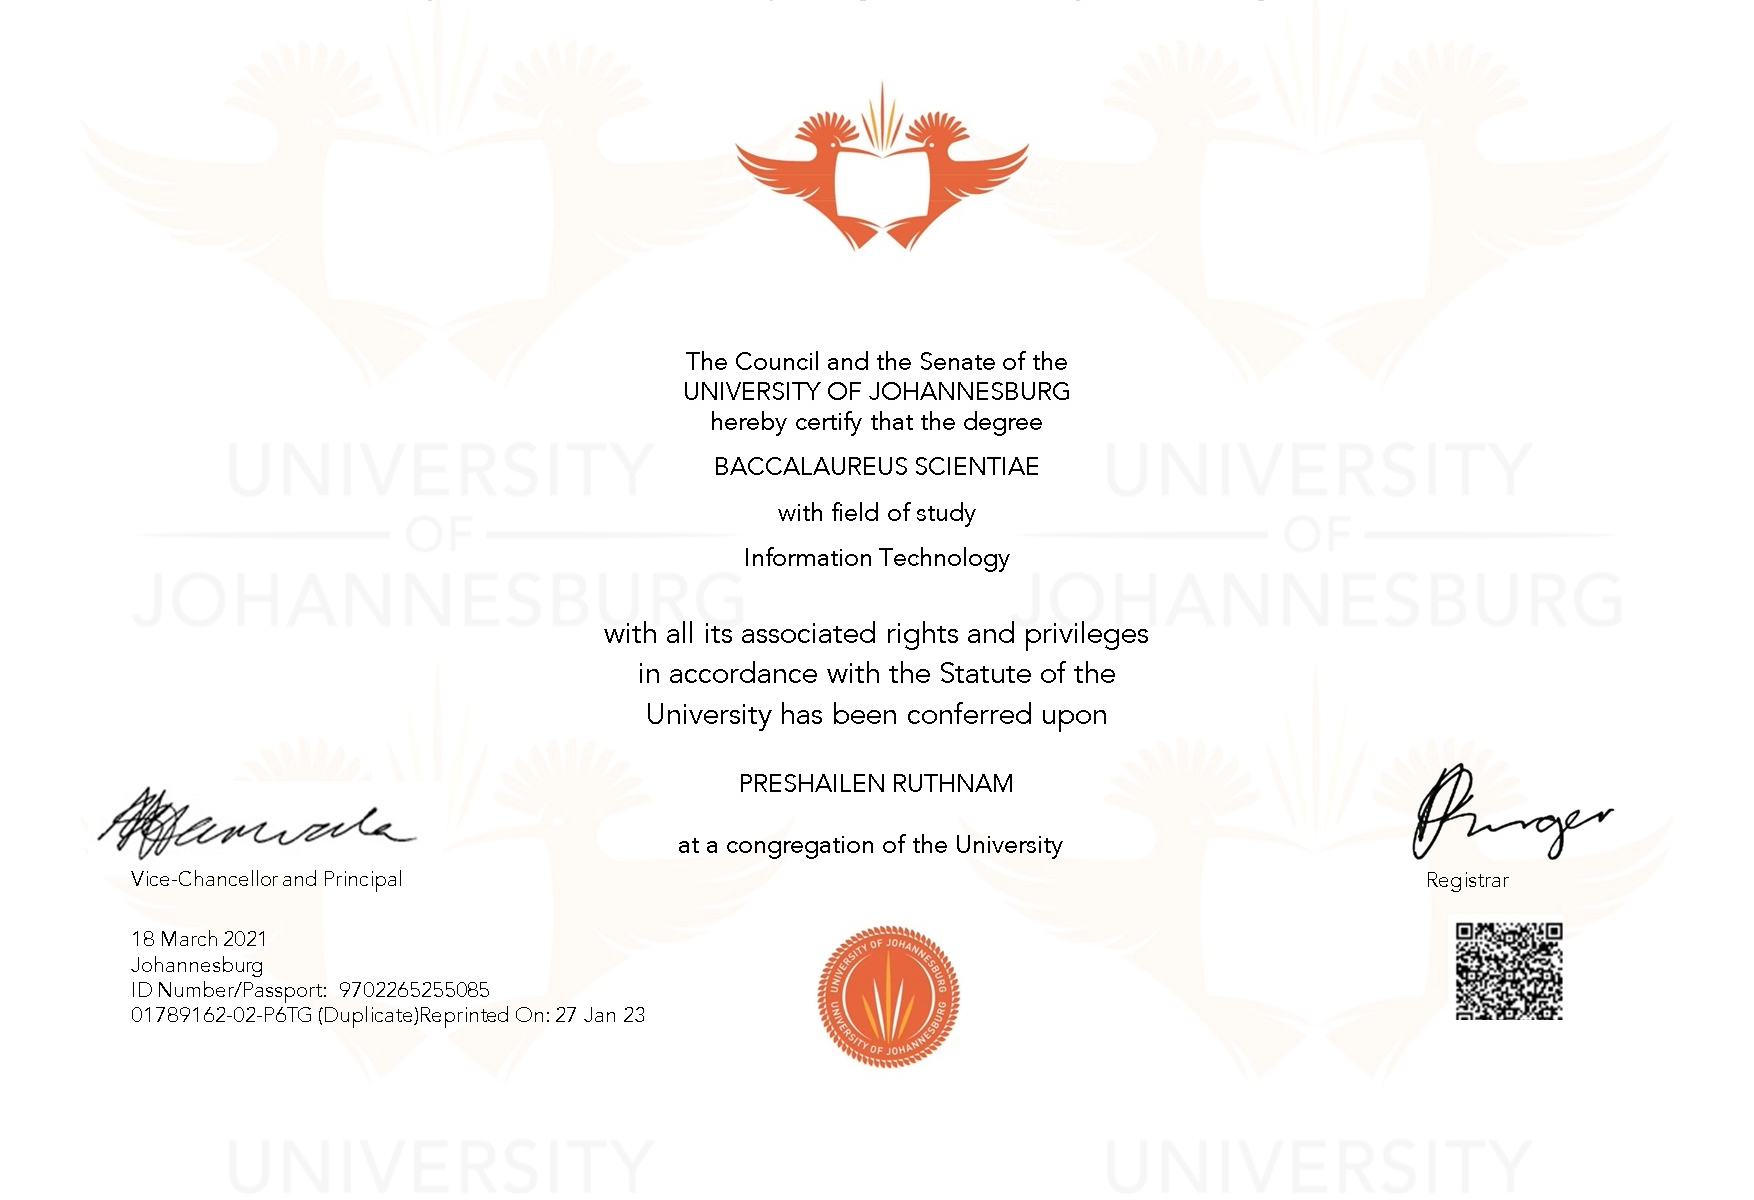 The Council and the Senate of the
UNIVERSITY OF JOHANNESBURG
hereby certify that the degree
BACCALAUREUS SCIENTIAE
with field of study
Information Technology
with all its associated rights and privileges
in accordance with the Statute of the
University has been conferred upon
PRESHAILEN RUTHNAM
at a congregation of the University
Vice-Chancellor and Principal
Registrar
18 March 2021
Johannesburg
ID Number/Passport: 9702265255085
01789162-02-P6TG (Duplicate)Reprinted On: 27 Jan 23
UNIVERSITY OF JOHANNESBURG
UNIVERSITY OF JOHANNESBURG
UNIVERSITY
OF
JOHANNESBURG
UNIVERSITY
OF
JOHANNESBURG
UNIVERSITY
UNIVERSITY